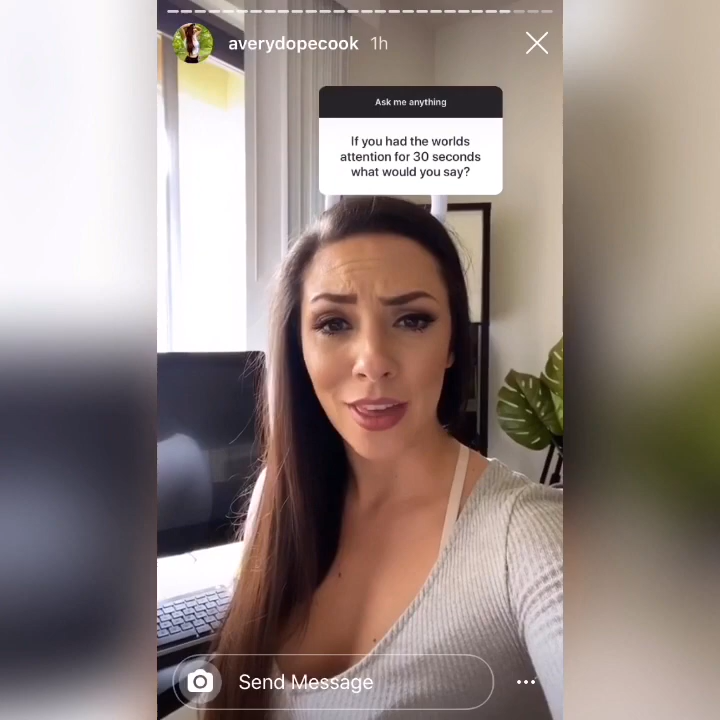 averydopecook 1h
Ask me anything
If you had the worlds
attention for 30 seconds
what would you say?
Send Message